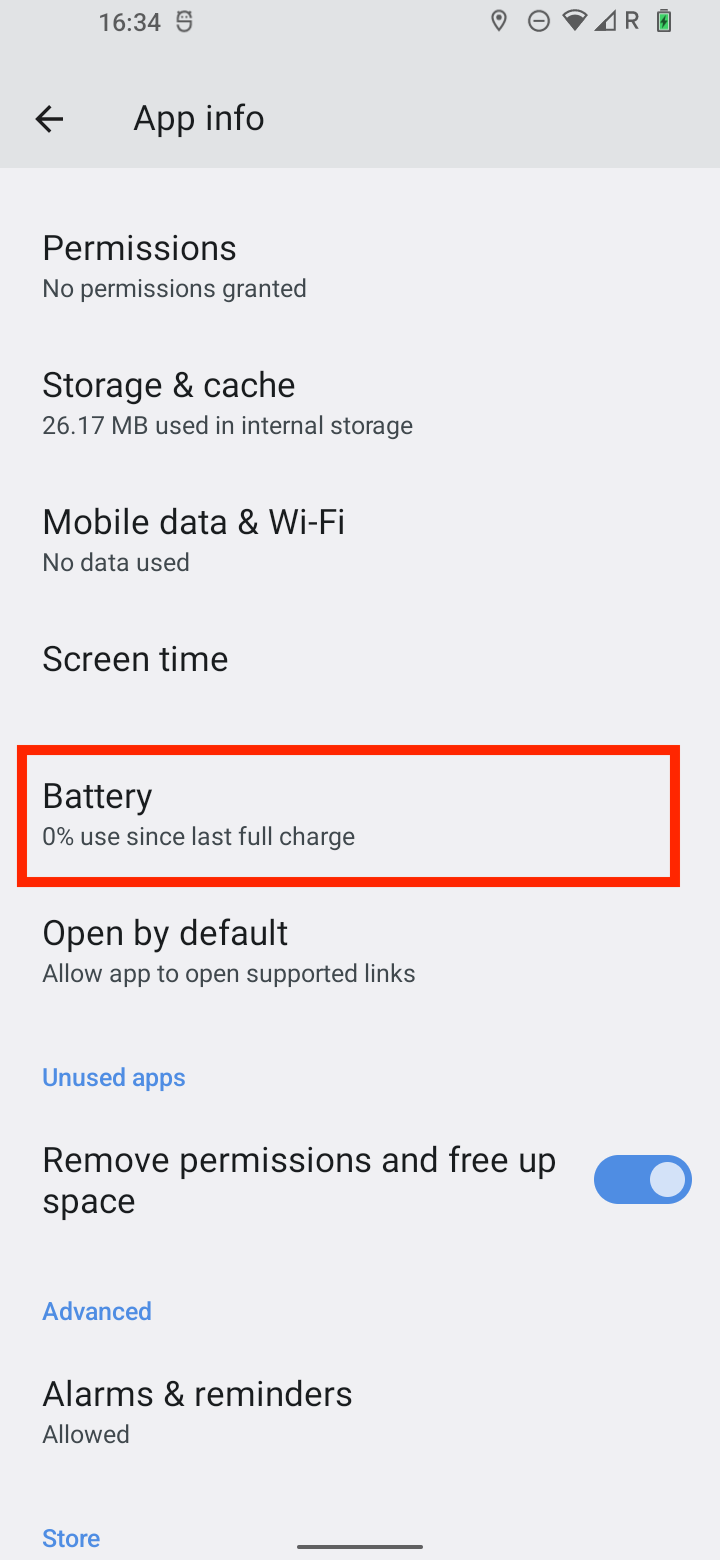 16:34
R
App info
Permissions
No permissions granted
Storage & cache
26.17 MB used in internal storage
Mobile data & Wi-Fi
No data used
Screen time
Battery
0% use since last full charge
Open by default
Allow app to open supported links
Unused apps
Remove permissions and free up
space
Advanced
Alarms & reminders
Allowed
Store